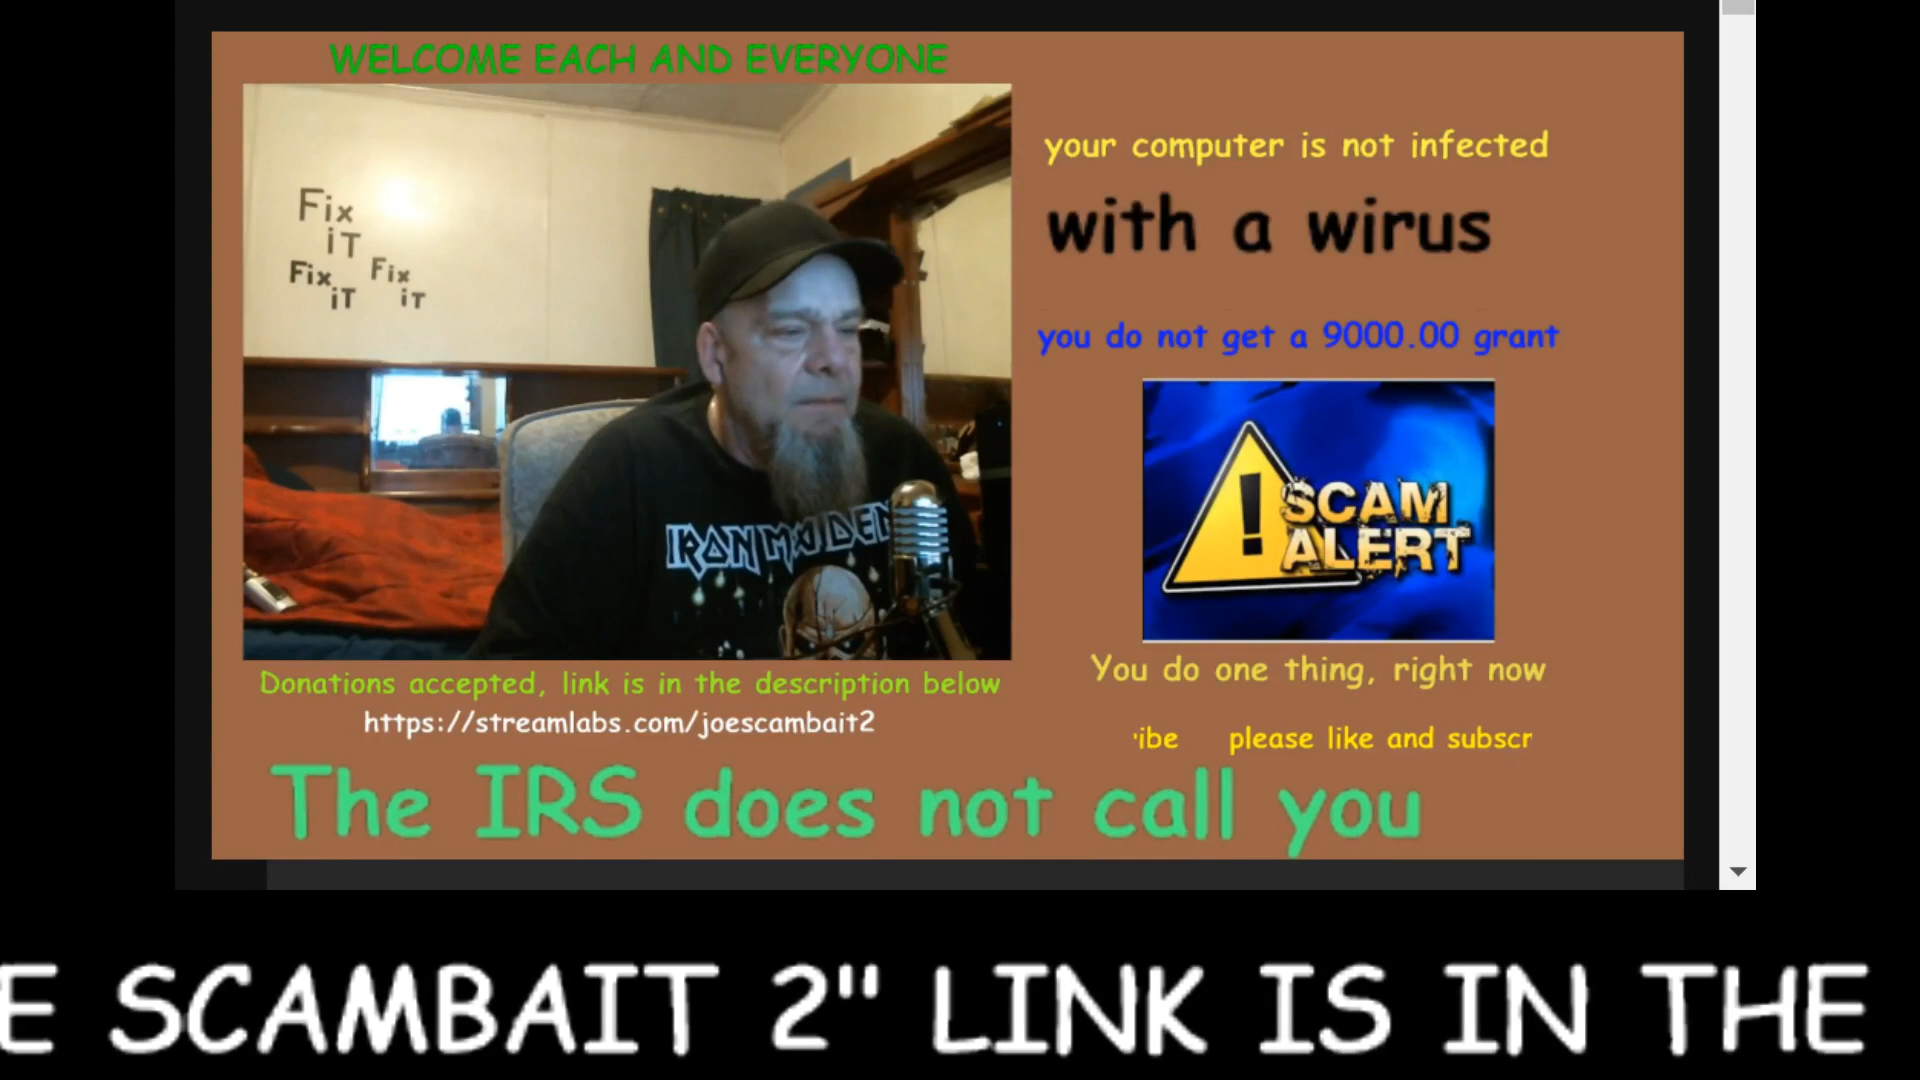 WELCOME EACH AND EVERYONE
your computer is not infected
with a wirus
Fix
iT
Fix
iT
Fix
iT
you do not get a 9000.00 grant
SCAM
ALERT
IRON MAIDEN
You do one thing, right now
Donations accepted, link is in the description below
https://streamlabs.com/joescambait2
ribe please like and subscr
The IRS does not call you
E SCAMBAIT 2" LINK IS IN THE